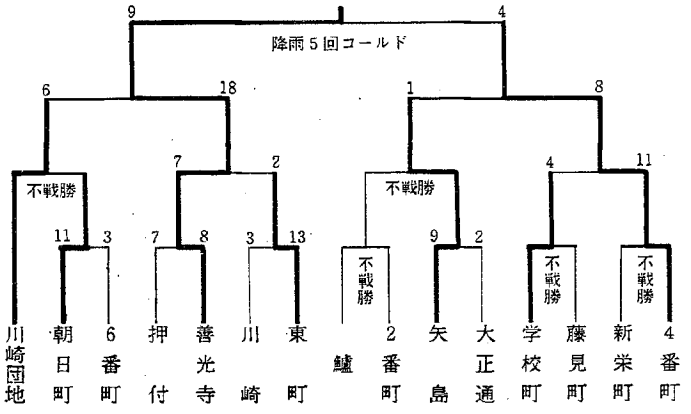 9 4
降雨5回コールド
6 18 1 8
7 2 4 11
不戦勝 不戦勝
11 3 7 8 3 13 9 2
不戦勝 不戦勝 不戦勝
川崎団地
朝日町
6番町
押付
善光寺
川崎
東町
鱸
2番町
矢島
大正通
学校町
藤見町
新栄町
4番町